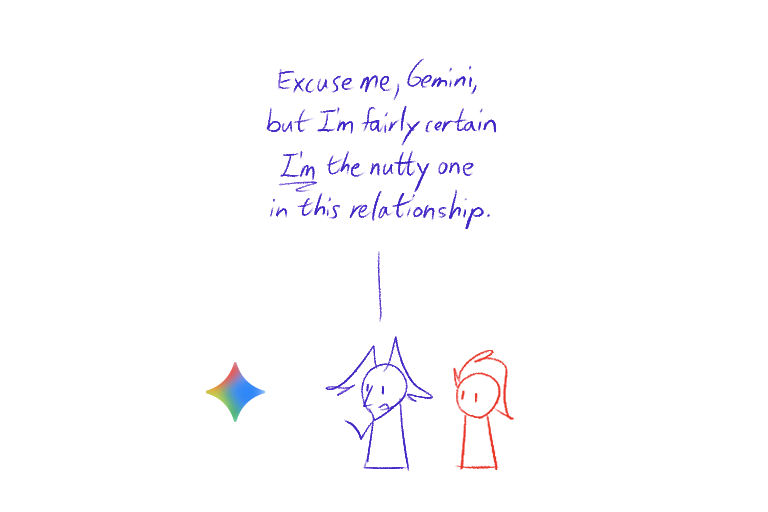 Excuse me, Gemini,
but I'm fairly certain
I'm the nutty one
in this relationship.